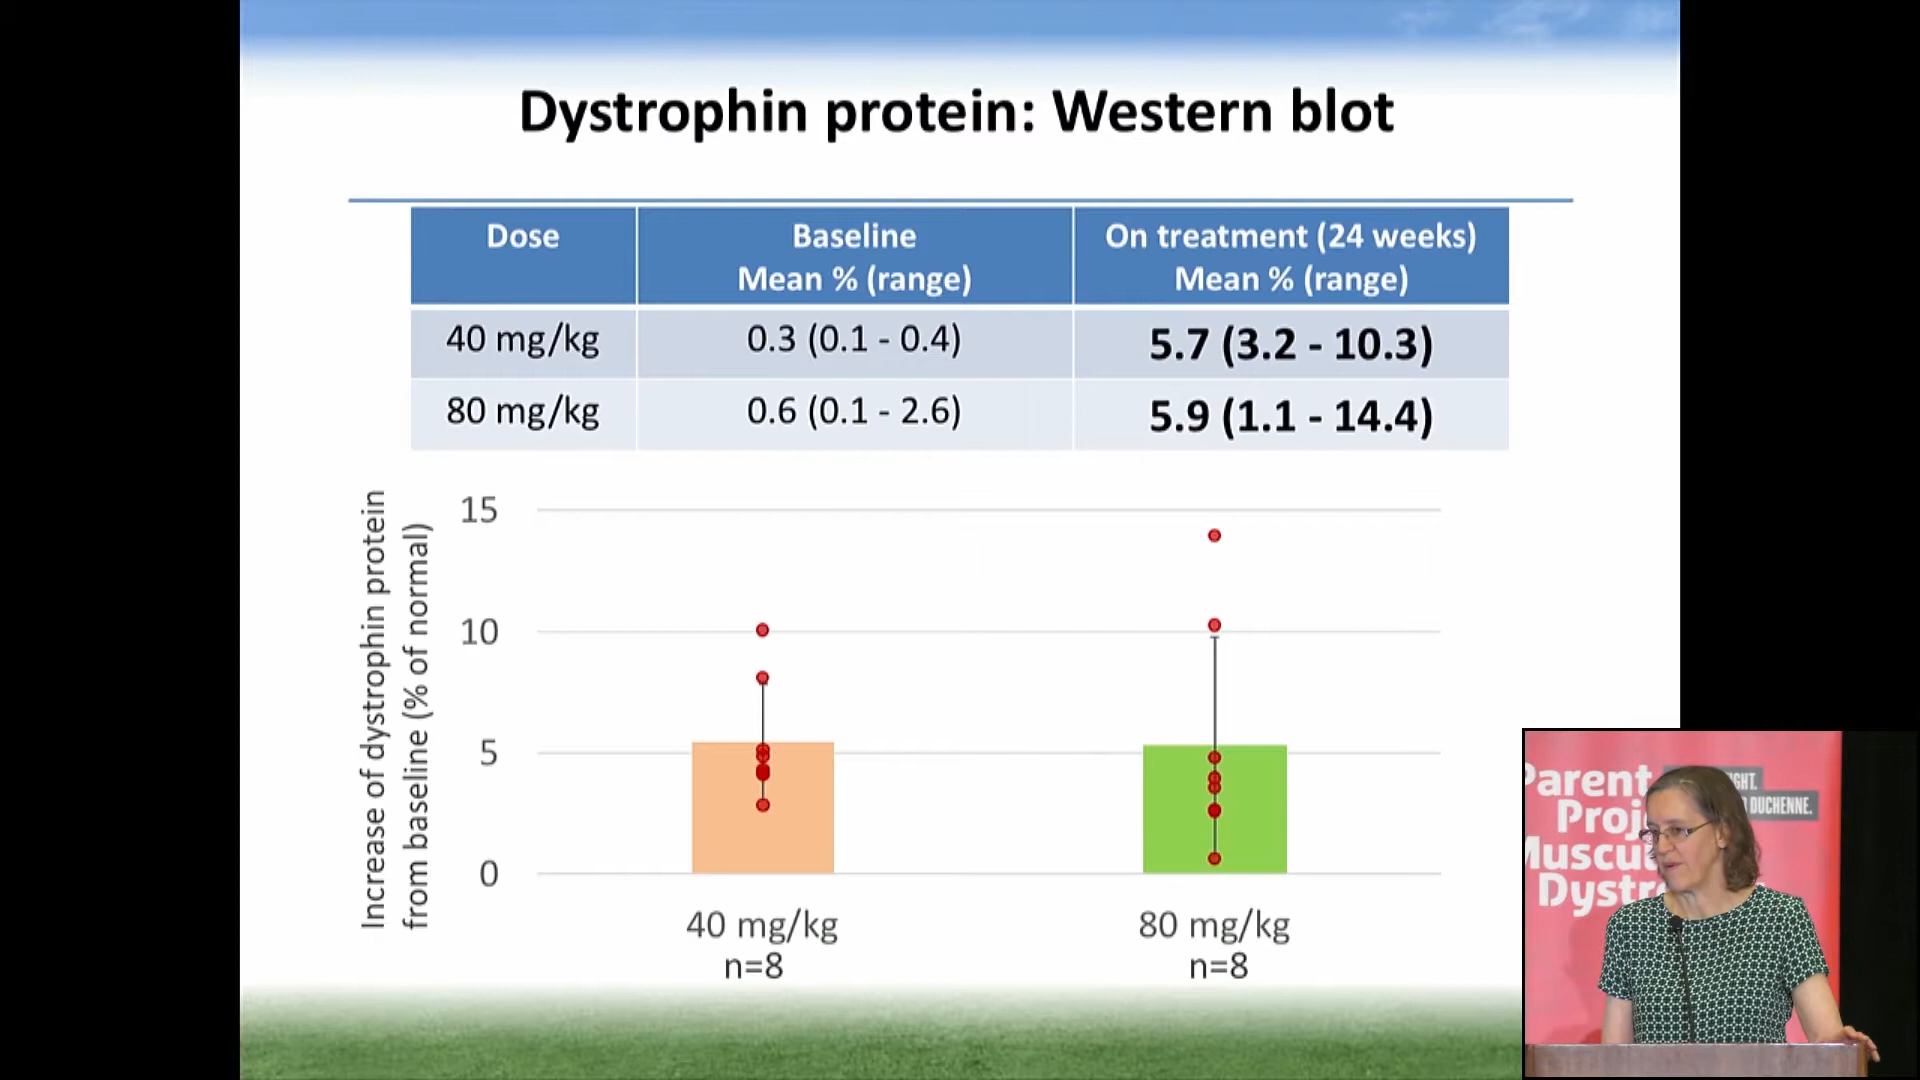 Dystrophin protein: Western blot
Dose
Baseline
Mean % (range)
On treatment (24 weeks)
Mean % (range)
40 mg/kg
0.3 (0.1 - 0.4)
5.7 (3.2 - 10.3)
80 mg/kg
0.6 (0.1 - 2.6)
5.9 (1.1 - 14.4)
Increase of dystrophin protein
from baseline (% of normal)
15
10
5
0
40 mg/kg
n=8
80 mg/kg
n=8
Parent
Proj
Muscu
Dystr
DUCHENNE.